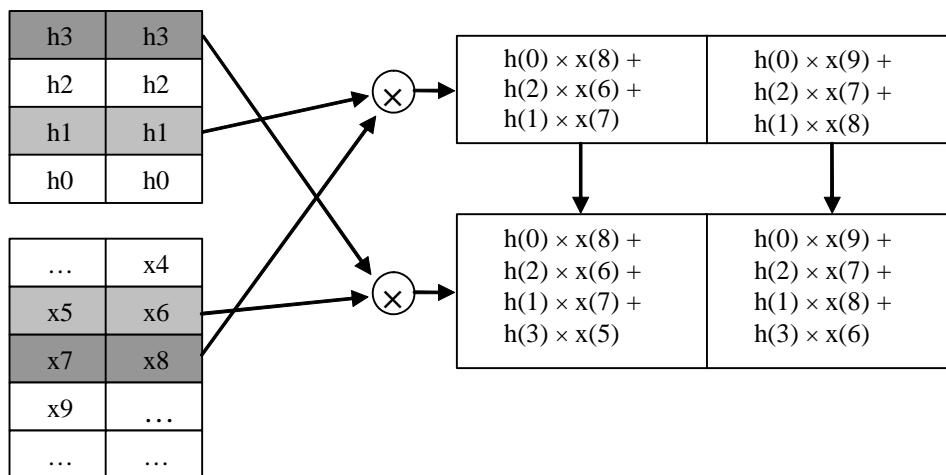 h3 h3
h2 h2
h1 h1
h0 h0
… x4
x5 x6
x7 x8
x9 …
… …
×
×
h(0) × x(8) +
h(2) × x(6) +
h(1) × x(7)
h(0) × x(9) +
h(2) × x(7) +
h(1) × x(8)
h(0) × x(8) +
h(2) × x(6) +
h(1) × x(7) +
h(3) × x(5)
h(0) × x(9) +
h(2) × x(7) +
h(1) × x(8) +
h(3) × x(6)